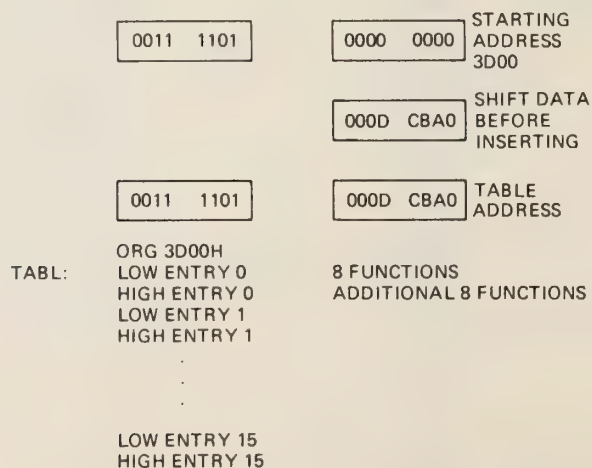 0011 1101 0000 0000 STARTING
ADDRESS
3D00
SHIFT DATA
000D CBA0 BEFORE
INSERTING
0011 1101 000D CBA0 TABLE
ADDRESS
ORG 3D00H
TABL: LOW ENTRY 0 8 FUNCTIONS
HIGH ENTRY 0 ADDITIONAL 8 FUNCTIONS
LOW ENTRY 1
HIGH ENTRY 1
.
.
.
LOW ENTRY 15
HIGH ENTRY 15